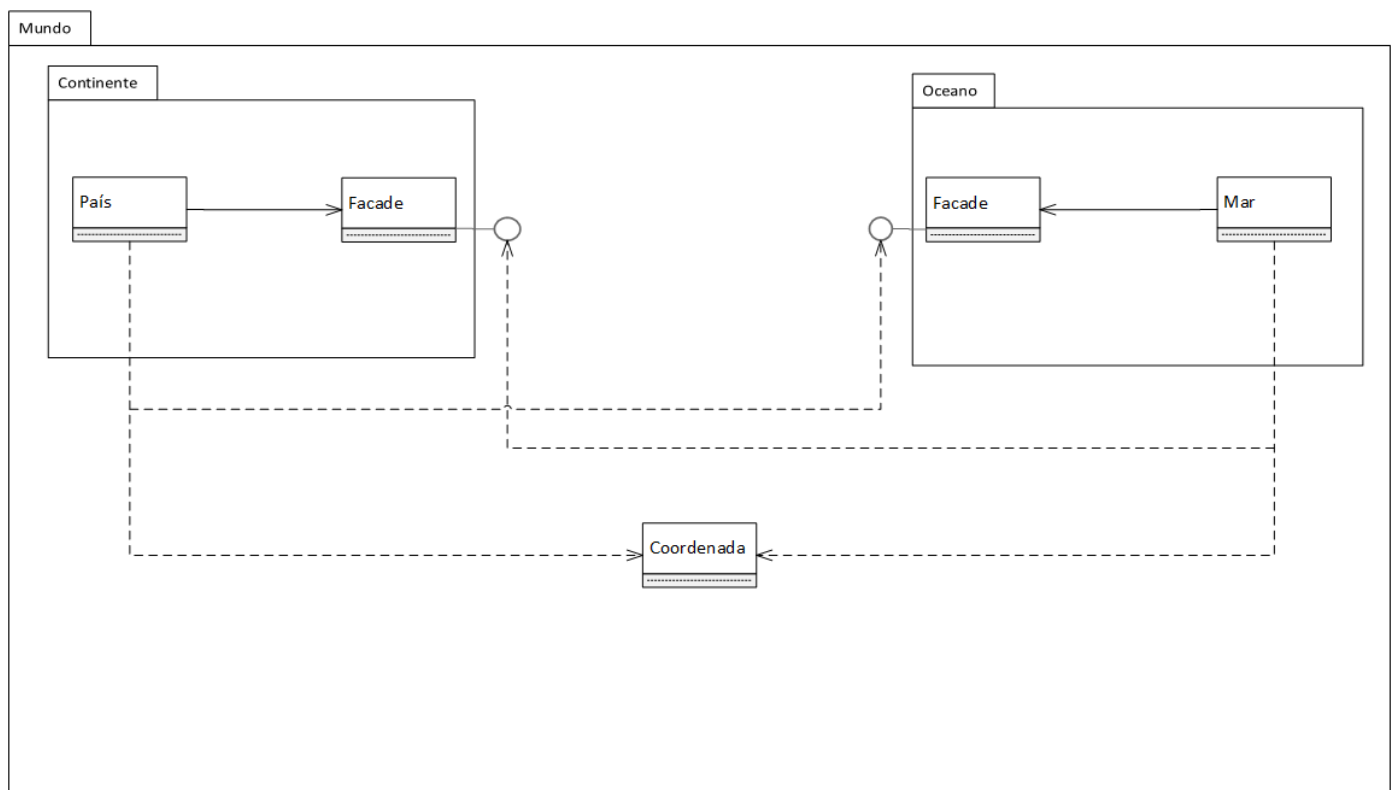 Mundo
Continente
Oceano
País
Facade
Facade
Mar
Coordenada